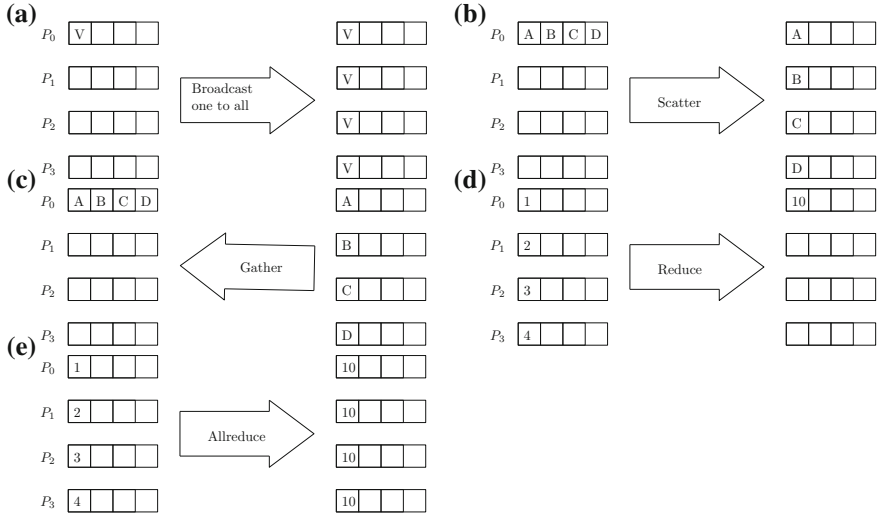 (a)
P0 V V
P1 Broadcast one to all V
P2 V
P3 V
(b)
P0 A B C D A
P1 B
Scatter
P2 C
P3 D
(c)
P0 A B C D A
P1 B
Gather
P2 C
P3 D
(d)
P0 1 10
P1 2
Reduce
P2 3
P3 4
(e)
P0 1 10
P1 2 10
Allreduce
P2 3 10
P3 4 10